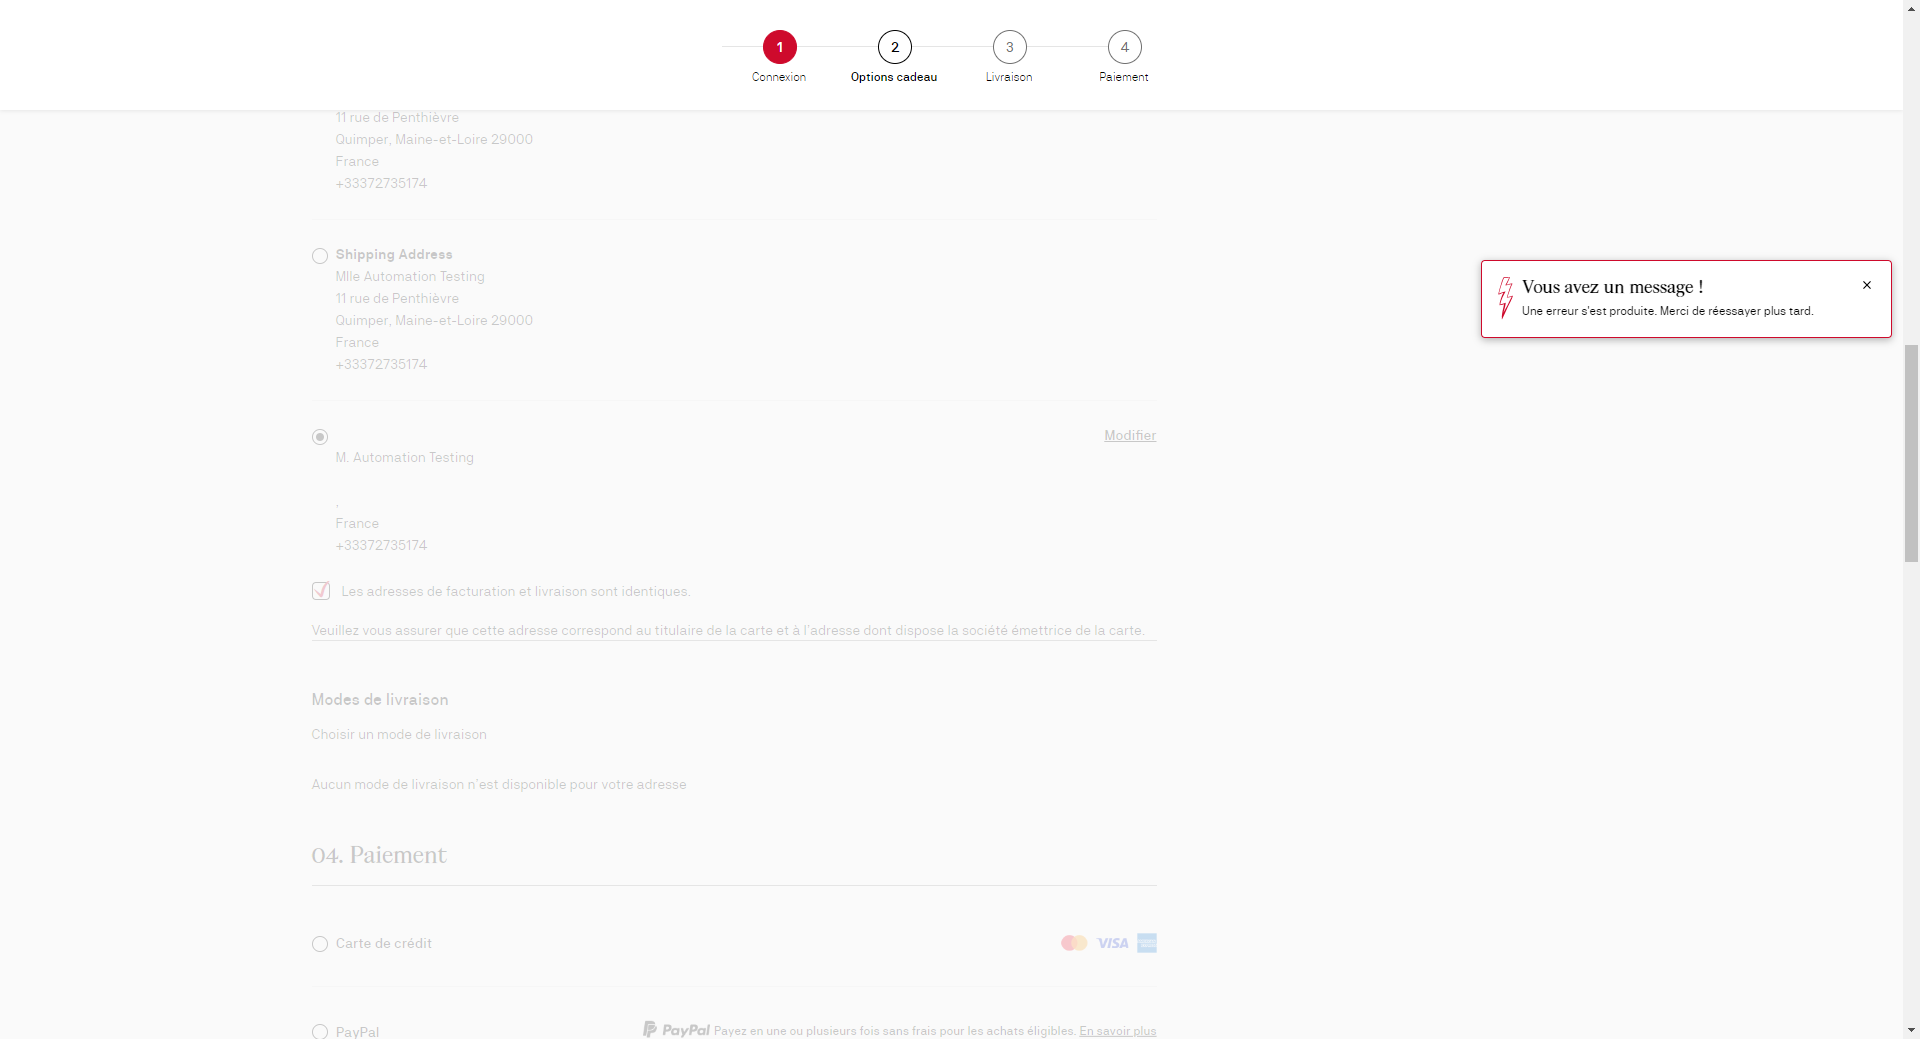 1
2
3
4
Connexion
Options cadeau
Livraison
Paiement
11 rue de Penthièvre
Quimper, Maine-et-Loire 29000
France
+33372735174
Shipping Address
Mlle Automation Testing
11 rue de Penthièvre
Quimper, Maine-et-Loire 29000
France
+33372735174
Vous avez un message !
Une erreur s'est produite. Merci de réessayer plus tard.
Modifier
M. Automation Testing
,
France
+33372735174
Les adresses de facturation et livraison sont identiques.
Veuillez vous assurer que cette adresse correspond au titulaire de la carte et à l'adresse dont dispose la société émettrice de la carte.
Modes de livraison
Choisir un mode de livraison
Aucun mode de livraison n'est disponible pour votre adresse
04. Paiement
Carte de crédit
VISA
PayPal
PayPal Payez en une ou plusieurs fois sans frais pour les achats éligibles. En savoir plus